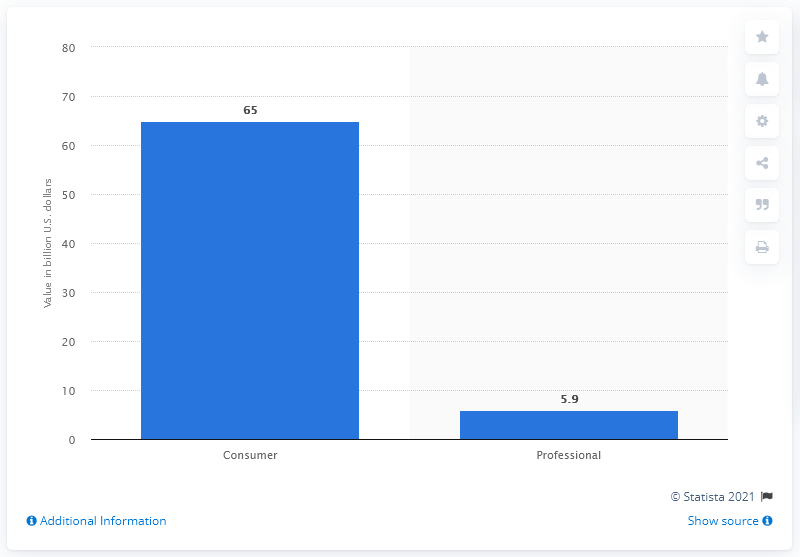 80
70
60
50
40
30
20
10
0
Value in billion U.S. dollars
65
5.9
Consumer
Professional
© Statista 2021
Additional Information
Show source